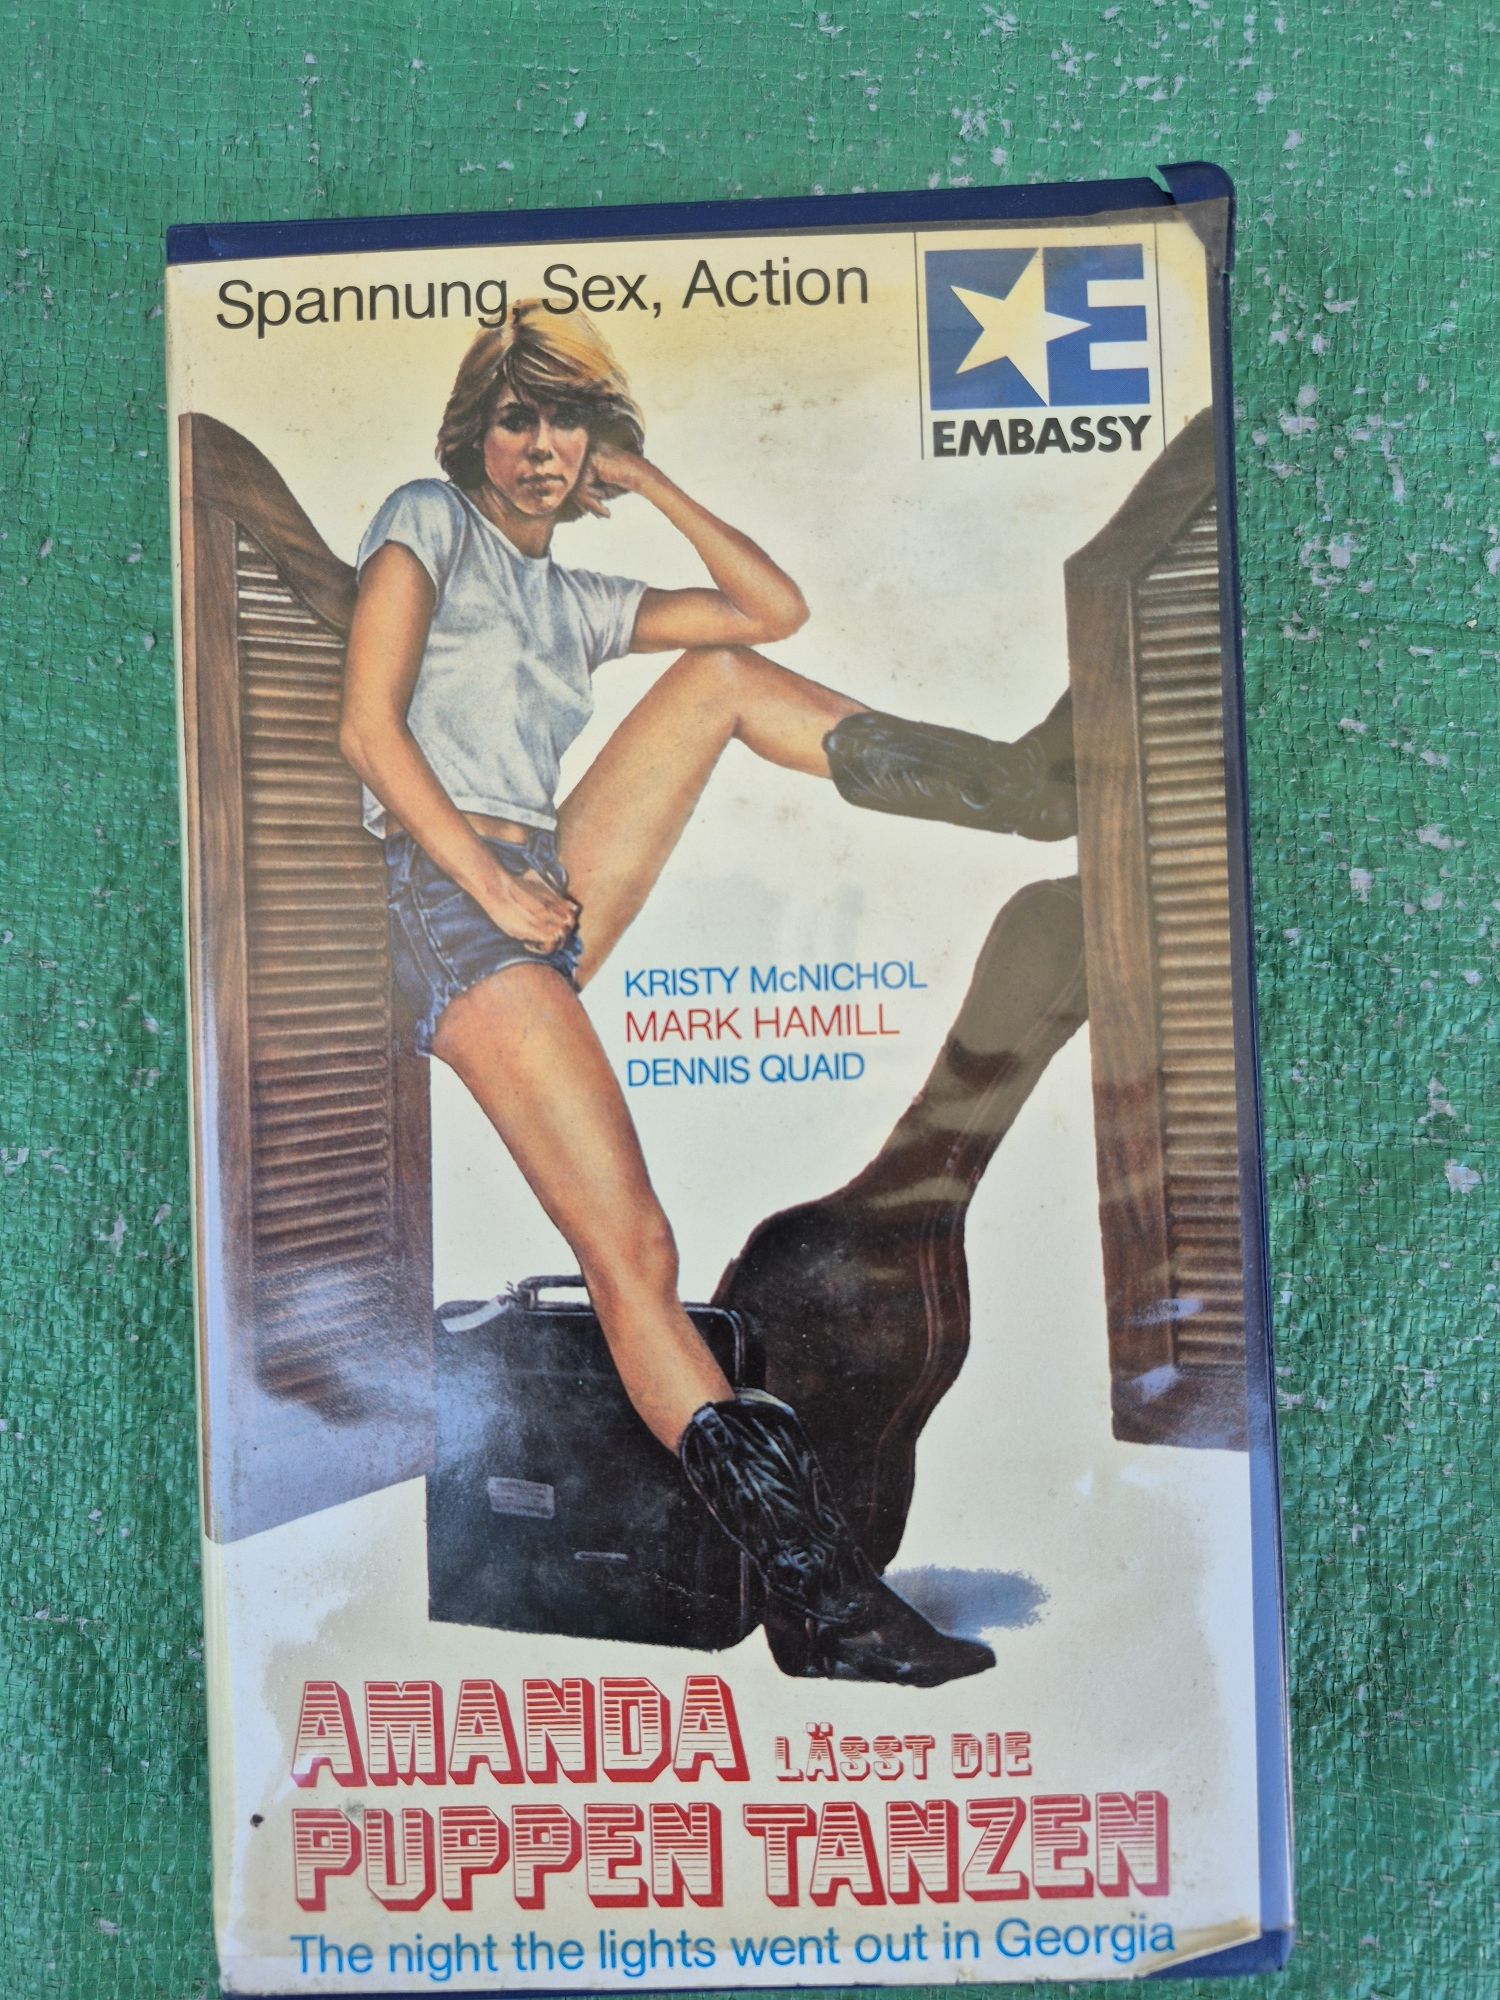 Spannung, Sex, Action
E
EMBASSY
KRISTY McNICHOL
MARK HAMILL
DENNIS QUAID
AMANDA LÄSST DIE
PUPPEN TANZEN
The night the lights went out in Georgia